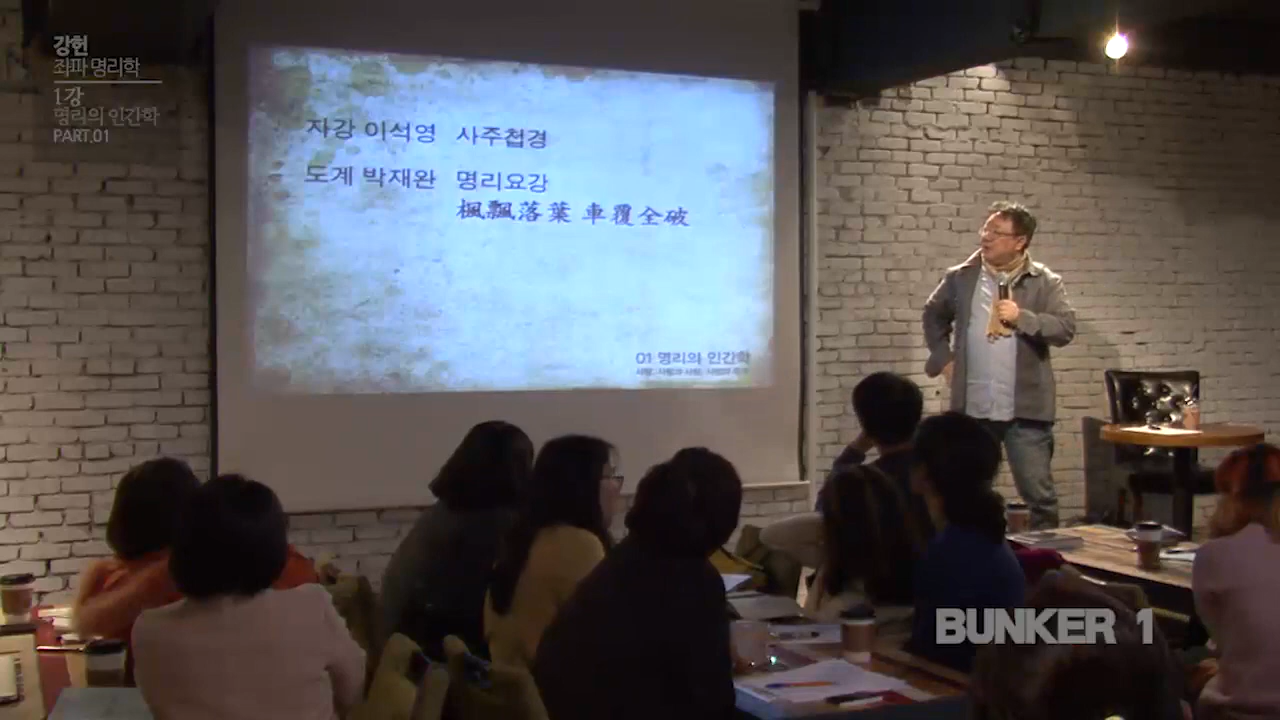 강헌
좌파 명리학
1강
명리의 인간학
PART.01
자강 이석영 사주첩경
도계 박재완 명리요강
楓飄落葉 車覆全破
01 명리의 인간학
BUNKER 1